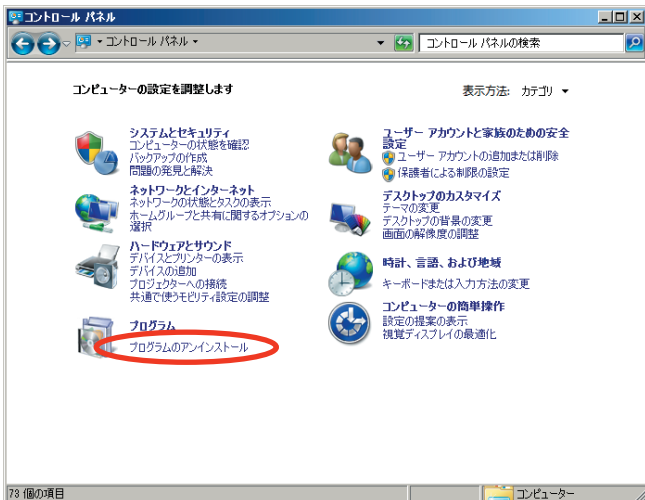 コントロール パネル
コントロール パネル
コントロール パネルの検索
コンピューターの設定を調整します
表示方法: カテゴリ
システムとセキュリティ
コンピューターの状態を確認
バックアップの作成
問題の発見と解決
ネットワークとインターネット
ネットワークの状態とタスクの表示
ホームグループと共有に関するオプションの
選択
ハードウェアとサウンド
デバイスとプリンターの表示
デバイスの追加
プロジェクターへの接続
共通で使うモビリティ設定の調整
プログラム
プログラムのアンインストール
ユーザー アカウントと家族のための安全
設定
ユーザー アカウントの追加または削除
保護者による制限の設定
デスクトップのカスタマイズ
テーマの変更
デスクトップの背景の変更
画面の解像度の調整
時計、言語、および地域
キーボードまたは入力方法の変更
コンピューターの簡単操作
設定の提案の表示
視覚ディスプレイの最適化
73 個の項目
コンピューター